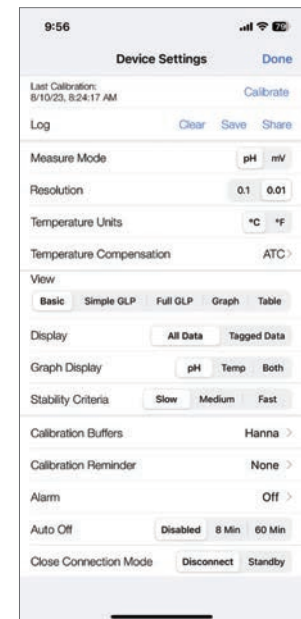 9:56 79
Device Settings Done
Last Calibration:
8/10/23, 8:24:17 AM Calibrate
Log Clear Save Share
Measure Mode pH mV
Resolution 0.1 0.01
Temperature Units °C °F
Temperature Compensation ATC
View
Basic Simple GLP Full GLP Graph Table
Display All Data Tagged Data
Graph Display pH Temp Both
Stability Criteria Slow Medium Fast
Calibration Buffers Hanna
Calibration Reminder None
Alarm Off
Auto Off Disabled 8 Min 60 Min
Close Connection Mode Disconnect Standby